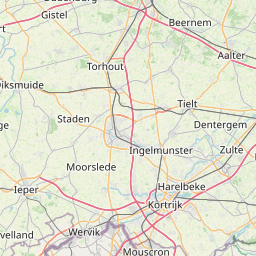 Gistel
Beernem
Torhout
Aalter
Diksmuide
Tielt
Staden
Dentergem
Ingelmunster
Zulte
Moorslede
Ieper
Harelbeke
Kortrijk
Wervik
Mouscron